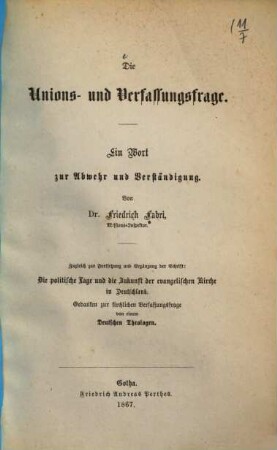 11/7
Die
Unions- und Verfassungsfrage.
Ein Wort
zur Abwehr und Verständigung.
Von
Dr. Friedrich Fabri,
Missions-Inspektor.
Zugleich zur Fortsetzung und Ergänzung der Schrift:
Die politische Lage und die Zukunft der evangelischen Kirche
in Deutschland.
Gedanken zur kirchlichen Verfassungsfrage
von einem
Deutschen Theologen.
Gotha.
Friedrich Andreas Perthes.
1867.